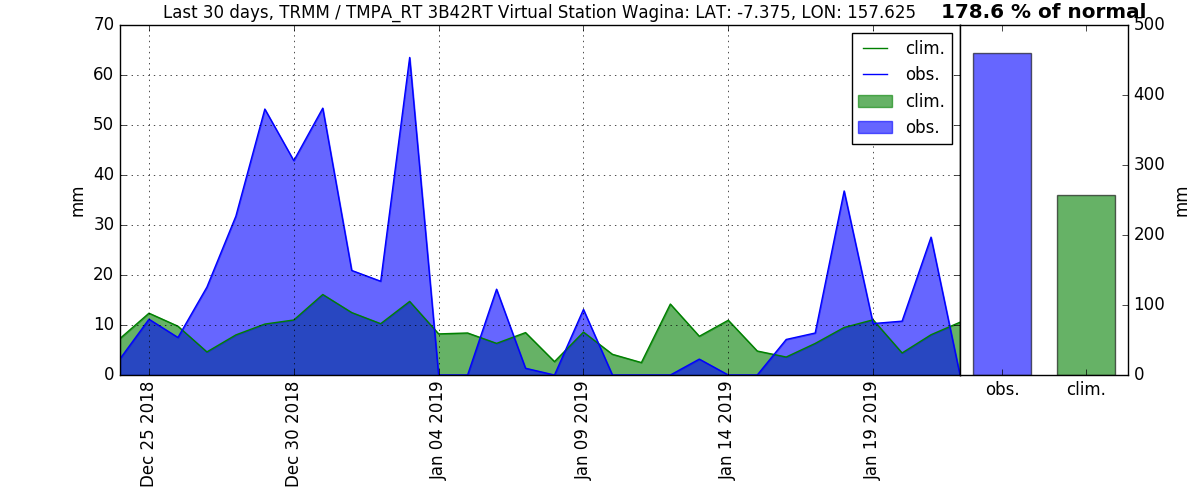 Last 30 days, TRMM / TMPA_RT 3B42RT Virtual Station Wagina: LAT: -7.375, LON: 157.625
178.6 % of normal
70
60
50
40
30
20
10
0
mm
clim.
obs.
clim.
obs.
500
400
300
200
100
0
mm
obs.
clim.
Dec 25 2018
Dec 30 2018
Jan 04 2019
Jan 09 2019
Jan 14 2019
Jan 19 2019